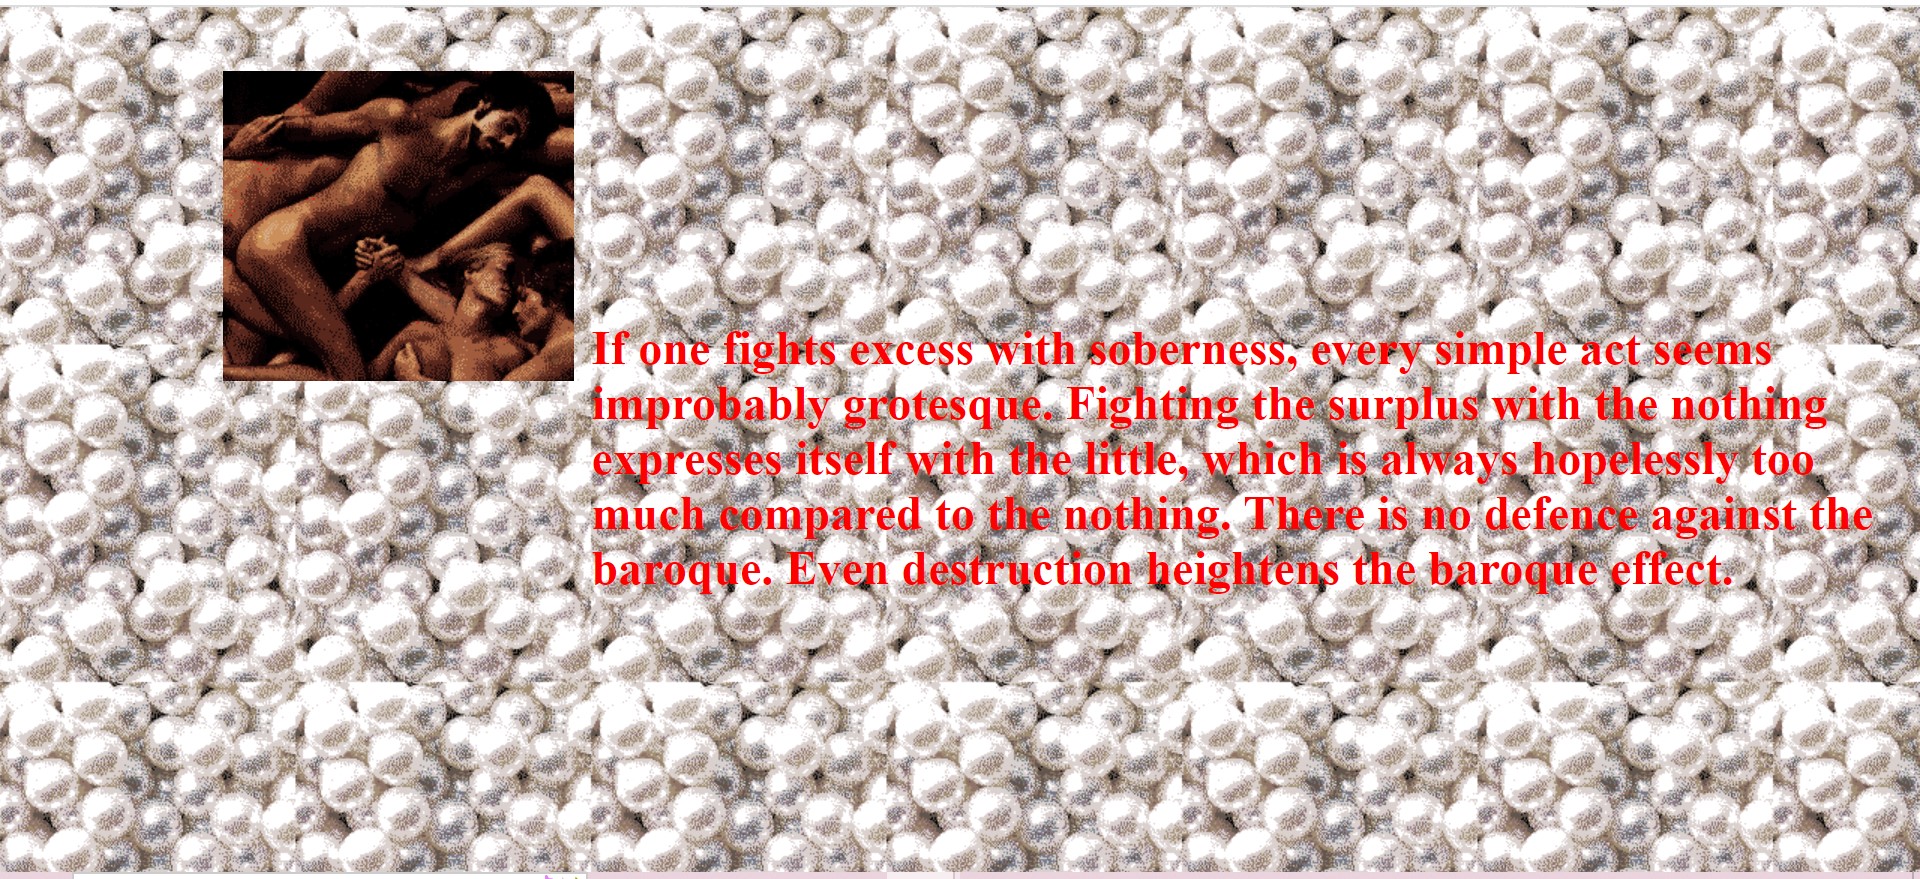 If one fights excess with soberness, every simple act seems
improbably grotesque. Fighting the surplus with the nothing
expresses itself with the little, which is always hopelessly too
much compared to the nothing. There is no defence against the
baroque. Even destruction heightens the baroque effect.